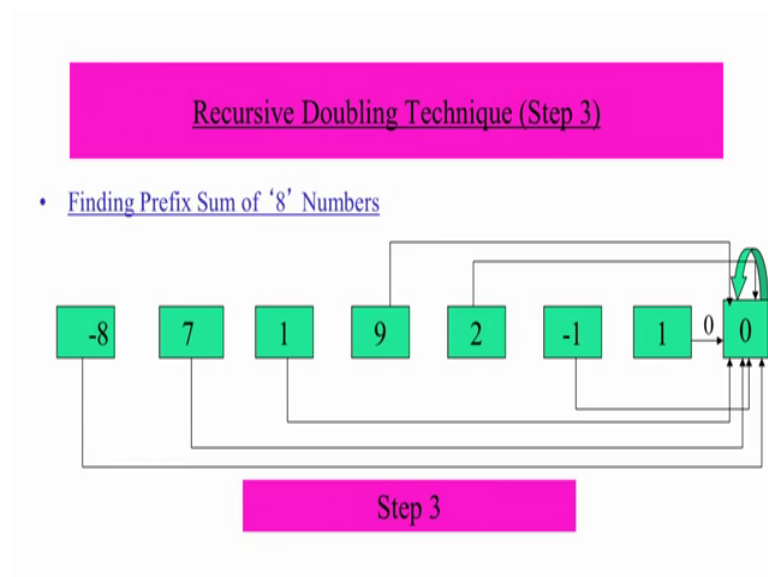 Recursive Doubling Technique (Step 3)
• Finding Prefix Sum of ‘8’ Numbers
-8 7 1 9 2 -1 1 0 0
Step 3